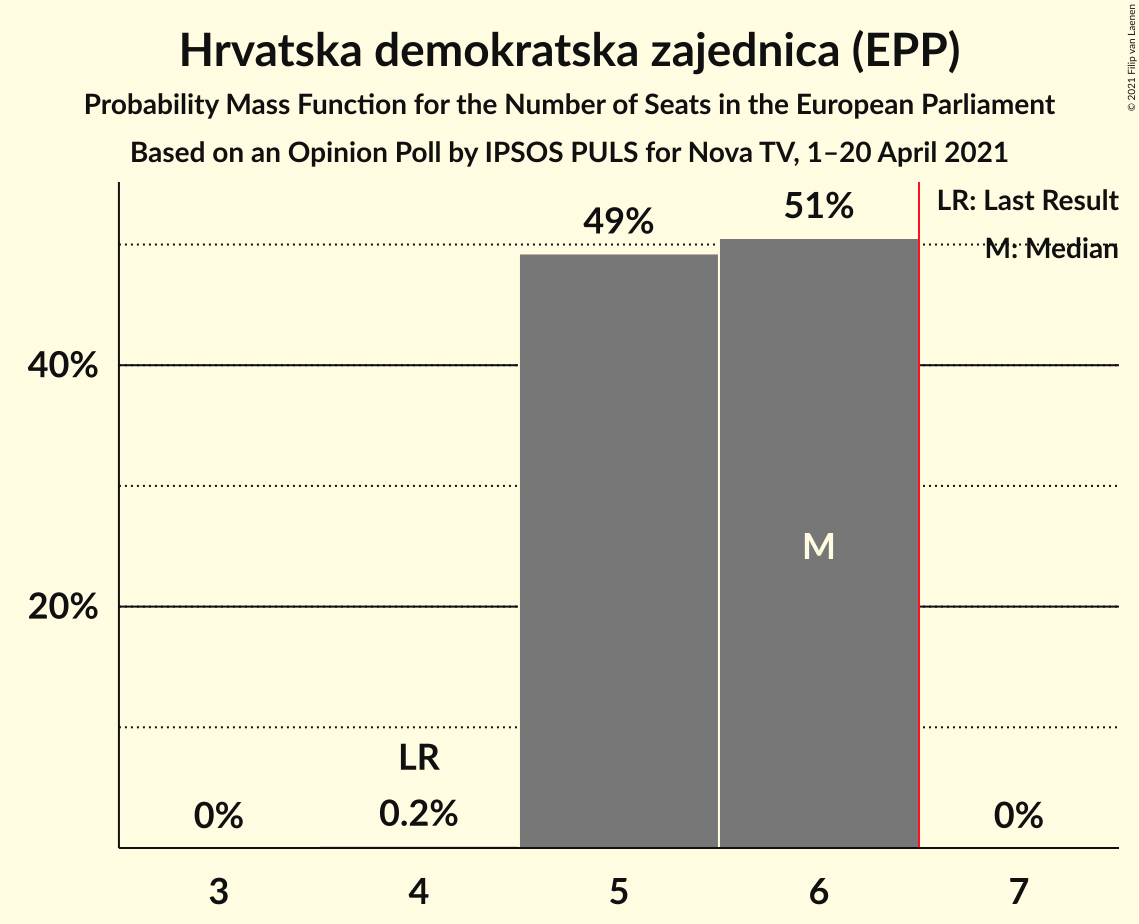 Hrvatska demokratska zajednica (EPP)
Probability Mass Function for the Number of Seats in the European Parliament
Based on an Opinion Poll by IPSOS PULS for Nova TV, 1–20 April 2021
© 2021 Filip van Laenen
LR: Last Result
M: Median
49%
51%
40%
20%
M
LR
0%
0.2%
0%
3
4
5
6
7